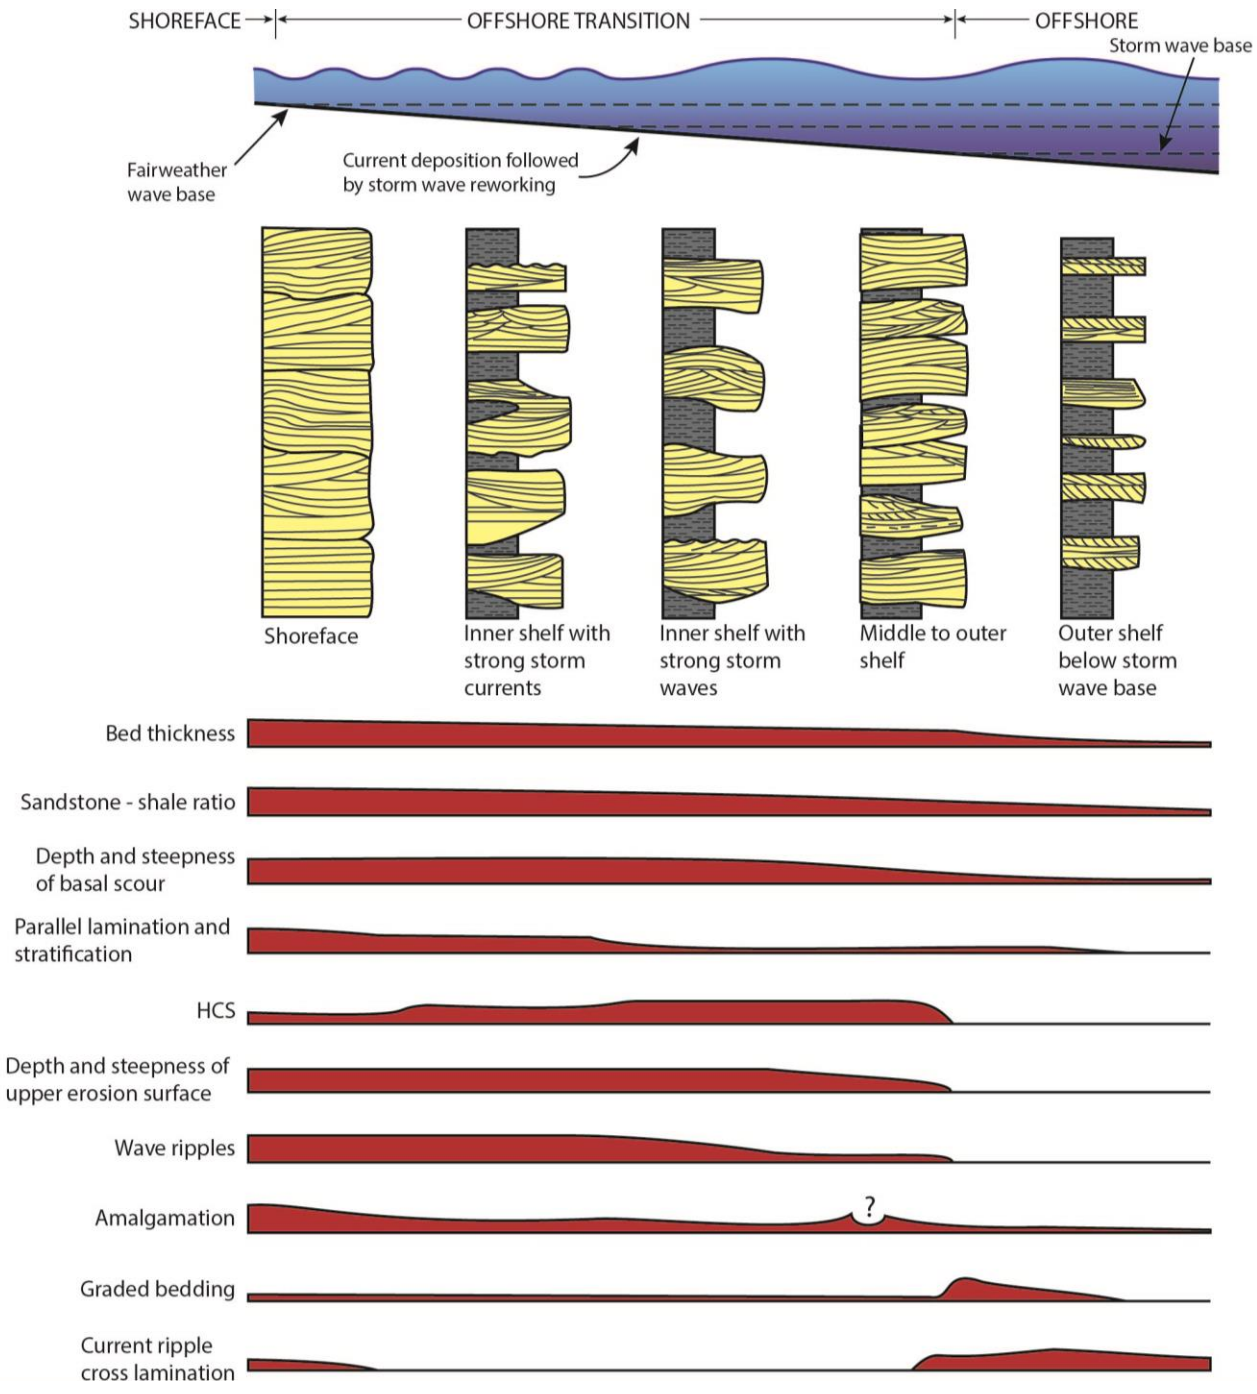 SHOREFACE
OFFSHORE TRANSITION
OFFSHORE
Storm wave base
Fairweather
wave base
Current deposition followed
by storm wave reworking
Shoreface
Inner shelf with
strong storm
currents
Inner shelf with
strong storm
waves
Middle to outer
shelf
Outer shelf
below storm
wave base
Bed thickness
Sandstone - shale ratio
Depth and steepness
of basal scour
Parallel lamination and
stratification
HCS
Depth and steepness of
upper erosion surface
Wave ripples
Amalgamation
?
Graded bedding
Current ripple
cross lamination